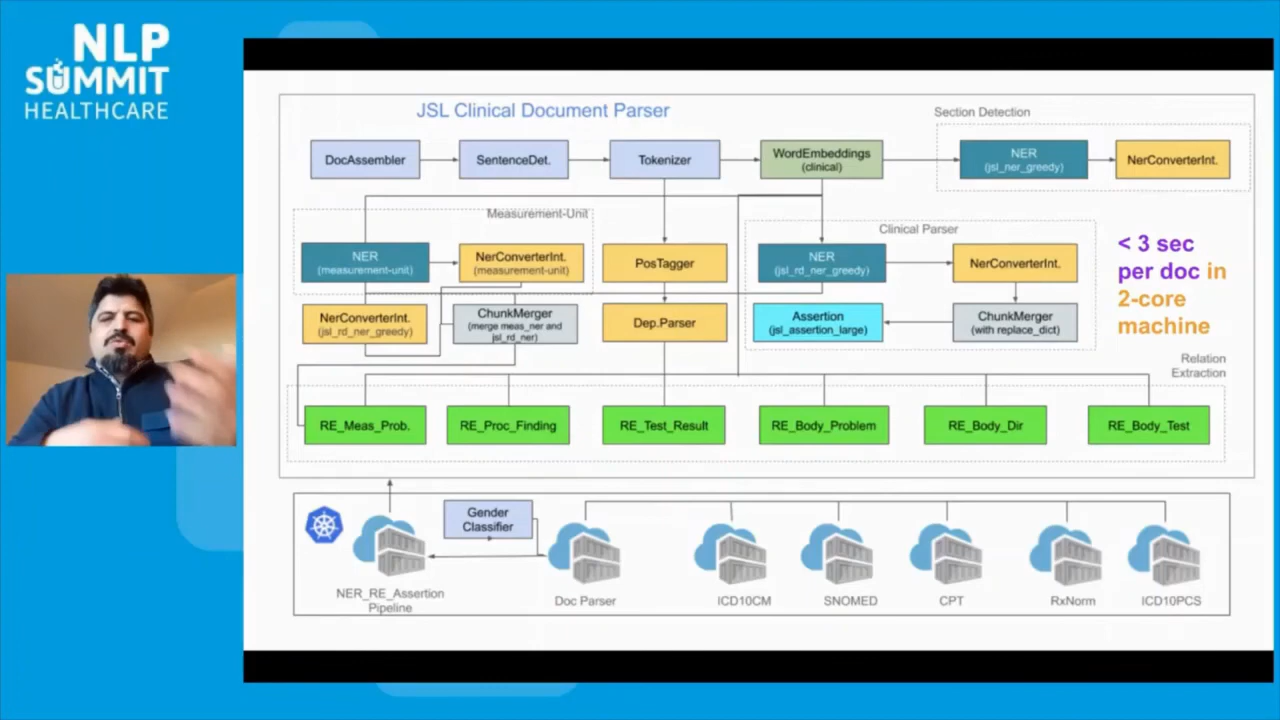 NLP
SUMMIT
HEALTHCARE
JSL Clinical Document Parser
Section Detection
DocAssembler
SentenceDet.
Tokenizer
WordEmbeddings
(clinical)
NER
(jsl_ner_greedy)
NerConverterInt.
Measurement-Unit
Clinical Parser
NER
(measurement-unit)
NerConverterInt.
(measurement-unit)
PosTagger
NER
(jsl_rd_ner_greedy)
NerConverterInt.
< 3 sec
per doc in
2-core
machine
NerConverterInt.
(jsl_rd_ner_greedy)
ChunkMerger
(merge meas_ner and
jsl_rd_ner)
Dep.Parser
Assertion
(jsl_assertion_large)
ChunkMerger
(with replace_dict)
Relation
Extraction
RE_Meas_Prob.
RE_Proc_Finding
RE_Test_Result
RE_Body_Problem
RE_Body_Dir
RE_Body_Test
Gender
Classifier
NER_RE_Assertion
Pipeline
Doc Parser
ICD10CM
SNOMED
CPT
RxNorm
ICD10PCS